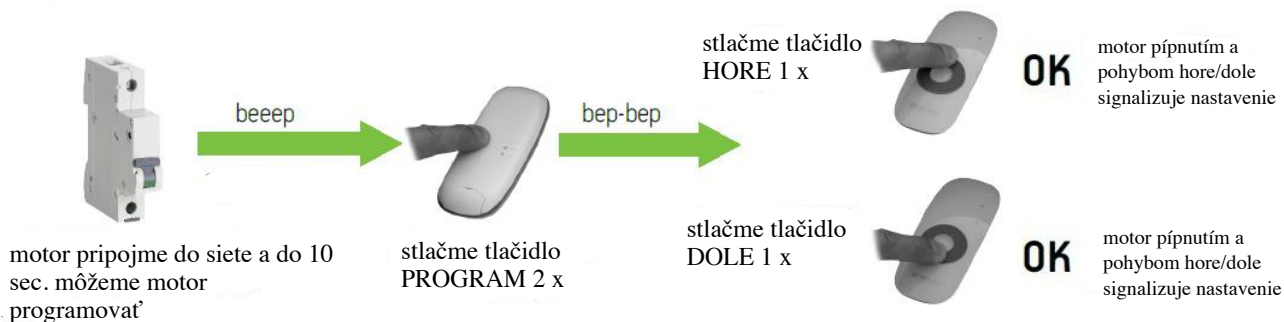 motor pripojme do siete a do 10
sec. môžeme motor
programovať
beeep
stlačme tlačidlo
PROGRAM 2 x
bep-bep
stlačme tlačidlo
HORE 1 x
OK
motor pípnutím a
pohybom hore/dole
signalizuje nastavenie
stlačme tlačidlo
DOLE 1 x
OK
motor pípnutím a
pohybom hore/dole
signalizuje nastavenie